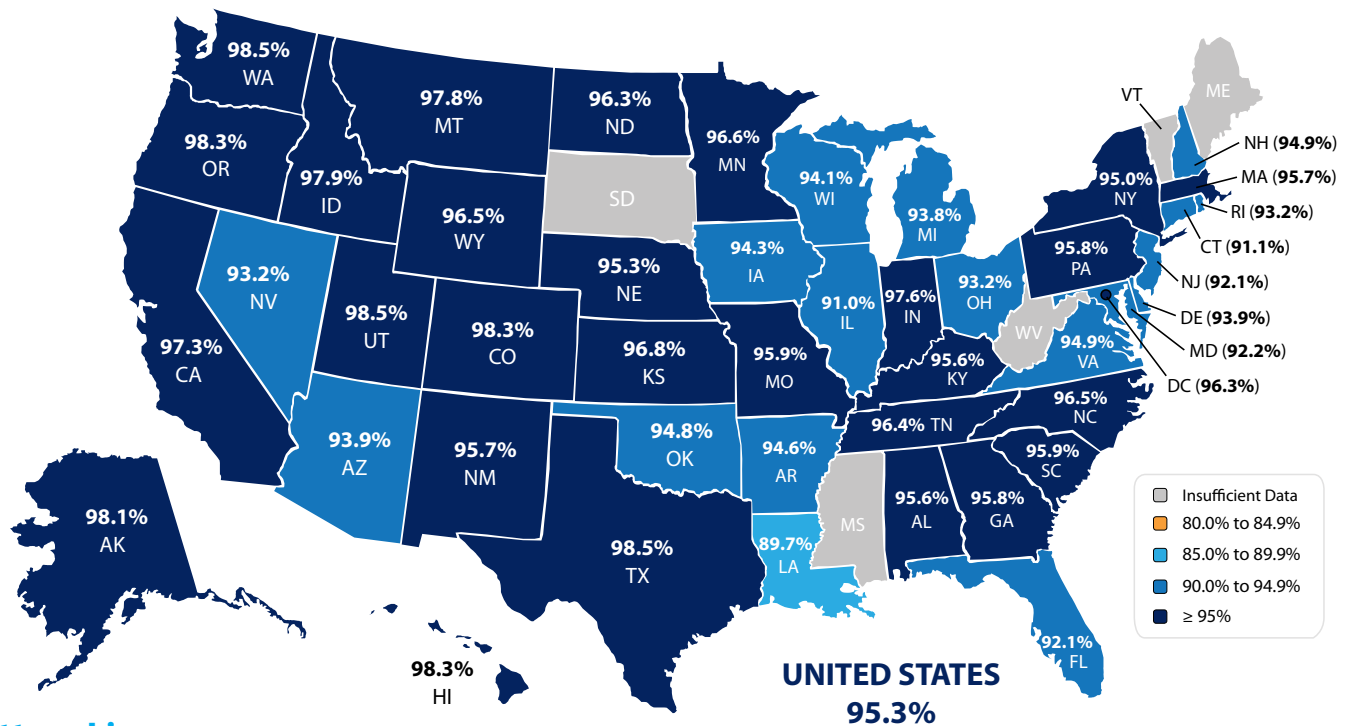 98.5%
WA
98.3%
OR
97.9%
ID
97.8%
MT
96.3%
ND
96.6%
MN
94.1%
WI
93.8%
MI
95.0%
NY
VT
ME
NH (94.9%)
MA (95.7%)
RI (93.2%)
CT (91.1%)
NJ (92.1%)
DE (93.9%)
MD (92.2%)
DC (96.3%)
SD
96.5%
WY
94.3%
IA
95.8%
PA
93.2%
NV
98.5%
UT
98.3%
CO
95.3%
NE
91.0%
IL
97.6%
IN
93.2%
OH
WV
94.9%
VA
97.3%
CA
96.8%
KS
95.9%
MO
95.6%
KY
96.5%
NC
96.4% TN
93.9%
AZ
95.7%
NM
94.8%
OK
94.6%
AR
95.9%
SC
98.1%
AK
98.5%
TX
89.7%
LA
MS
95.6%
AL
95.8%
GA
92.1%
FL
98.3%
HI
Insufficient Data
80.0% to 84.9%
85.0% to 89.9%
90.0% to 94.9%
≥ 95%
UNITED STATES
95.3%